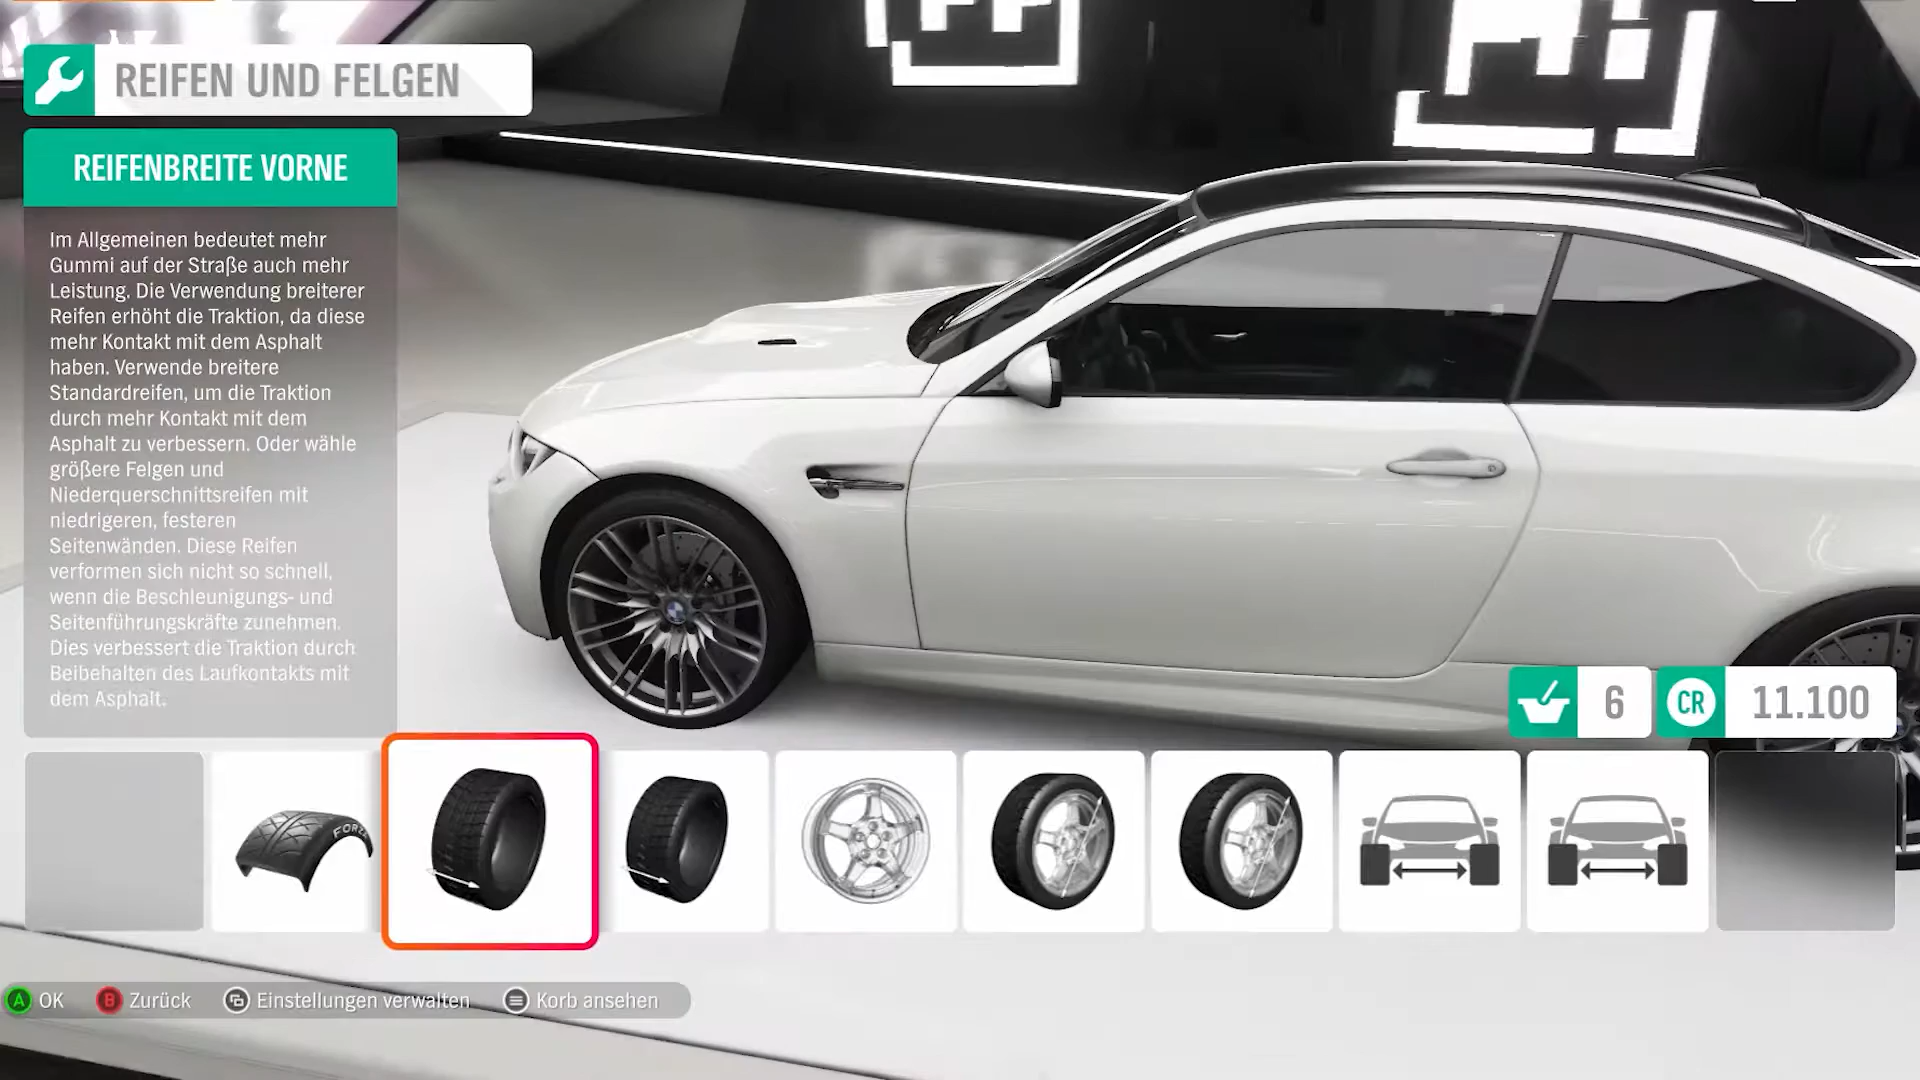 REIFEN UND FELGEN
REIFENBREITE VORNE
Im Allgemeinen bedeutet mehr
Gummi auf der Straße auch mehr
Leistung. Die Verwendung breiterer
Reifen erhöht die Traktion, da diese
mehr Kontakt mit dem Asphalt
haben. Verwende breitere
Standardreifen, um die Traktion
durch mehr Kontakt mit dem
Asphalt zu verbessern. Oder wähle
größere Felgen und
Niederquerschnittsreifen mit
niedrigeren, festeren
Seitenwänden. Diese Reifen
verformen sich nicht so schnell,
wenn die Beschleunigungs- und
Seitenführungskräfte zunehmen.
Dies verbessert die Traktion durch
Beibehalten des Laufkontakts mit
dem Asphalt.
6
CR 11.100
FORZA
A OK B Zurück Einstellungen verwalten Korb ansehen